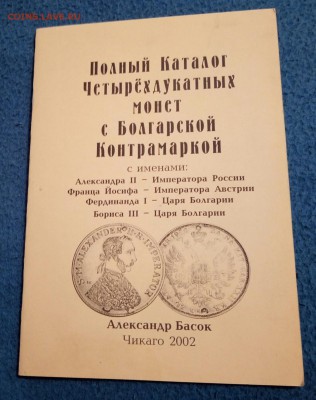 Полный Каталог
Четырёхдукатных
монет
с Болгарской
Контрамаркой
с именами:
Александра II – Императора России
Франца Йосифа – Императора Австрии
Фердинанда I – Царя Болгарии
Бориса III – Царя Болгарии
Александр Басок
Чикаго 2002